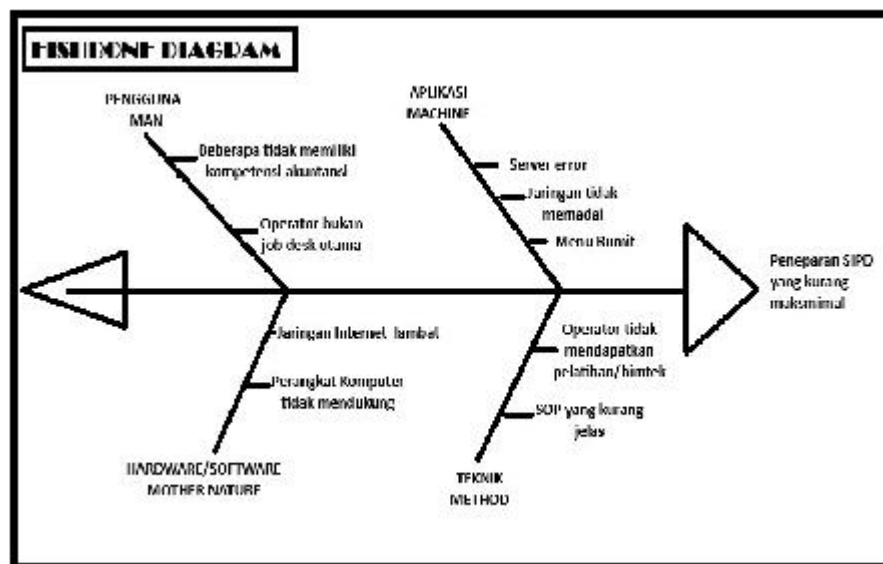 FISHBONE DIAGRAM
PENGGUNA
MAN
Beberapa tidak memiliki
kompetensi akuntansi
Operator bukan
job desk utama
APLIKASI
MACHINE
Server error
Jaringan tidak
memadai
Menu Rumit
Peneparan SIPD
yang kurang
maksmimal
Jaringan Internet lambat
Perangkat Komputer
tidak mendukung
HARDWARE/SOFTWARE
MOTHER NATURE
Operator tidak
mendapatkan
pelatihan/bimtek
SOP yang kurang
jelas
TEKNIK
METHOD